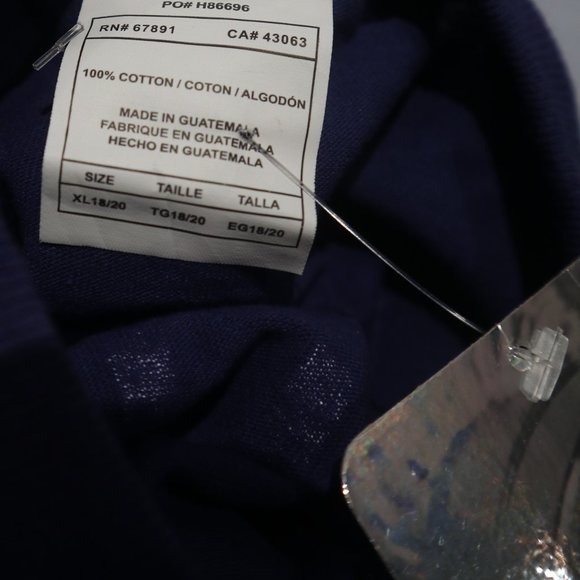 PO# H86696
RN# 67891 CA# 43063
100% COTTON / COTON / ALGODÓN
MADE IN GUATEMALA
FABRIQUE EN GUATEMALA
HECHO EN GUATEMALA
SIZE TAILLE TALLA
XL18/20 TG18/20 EG18/20